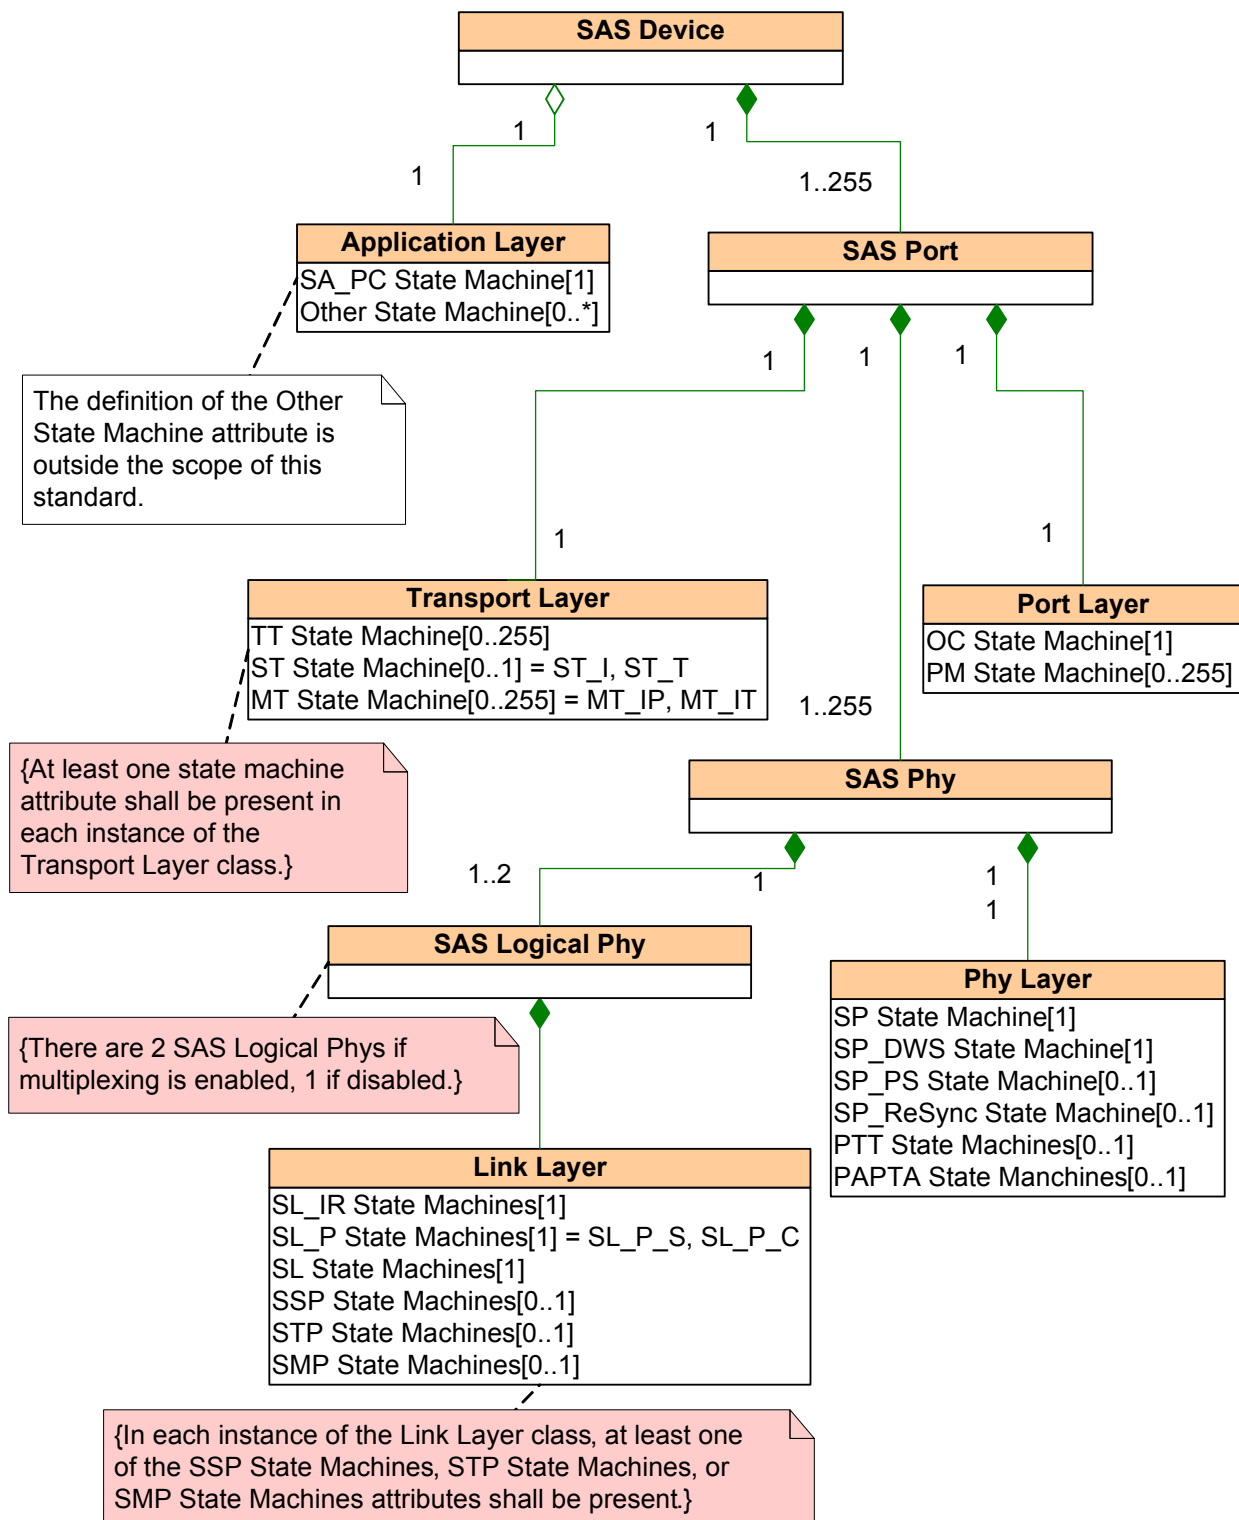 SAS Device
1
1
1
1..255
Application Layer
SA_PC State Machine[1]
Other State Machine[0..*]
SAS Port
1
1
1
The definition of the Other
State Machine attribute is
outside the scope of this
standard.
1
1
Transport Layer
TT State Machine[0..255]
ST State Machine[0..1] = ST_I, ST_T
MT State Machine[0..255] = MT_IP, MT_IT
Port Layer
OC State Machine[1]
PM State Machine[0..255]
1..255
{At least one state machine
attribute shall be present in
each instance of the
Transport Layer class.}
SAS Phy
1..2
1
1
1
SAS Logical Phy
Phy Layer
SP State Machine[1]
SP_DWS State Machine[1]
SP_PS State Machine[0..1]
SP_ReSync State Machine[0..1]
PTT State Machines[0..1]
PAPTA State Manchines[0..1]
{There are 2 SAS Logical Phys if
multiplexing is enabled, 1 if disabled.}
Link Layer
SL_IR State Machines[1]
SL_P State Machines[1] = SL_P_S, SL_P_C
SL State Machines[1]
SSP State Machines[0..1]
STP State Machines[0..1]
SMP State Machines[0..1]
{In each instance of the Link Layer class, at least one
of the SSP State Machines, STP State Machines, or
SMP State Machines attributes shall be present.}